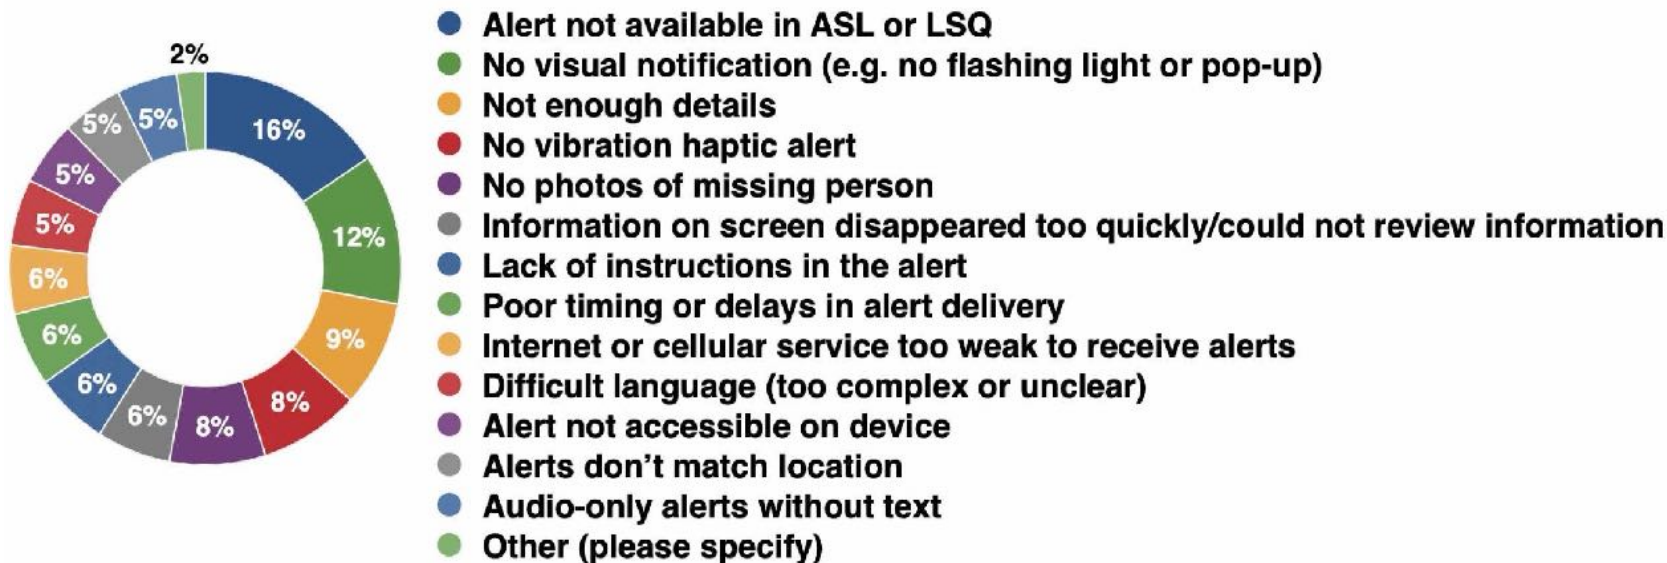 2%
16%
12%
9%
8%
8%
6%
6%
6%
6%
5%
5%
5%
5%
Alert not available in ASL or LSQ
No visual notification (e.g. no flashing light or pop-up)
Not enough details
No vibration haptic alert
No photos of missing person
Information on screen disappeared too quickly/could not review information
Lack of instructions in the alert
Poor timing or delays in alert delivery
Internet or cellular service too weak to receive alerts
Difficult language (too complex or unclear)
Alert not accessible on device
Alerts don’t match location
Audio-only alerts without text
Other (please specify)